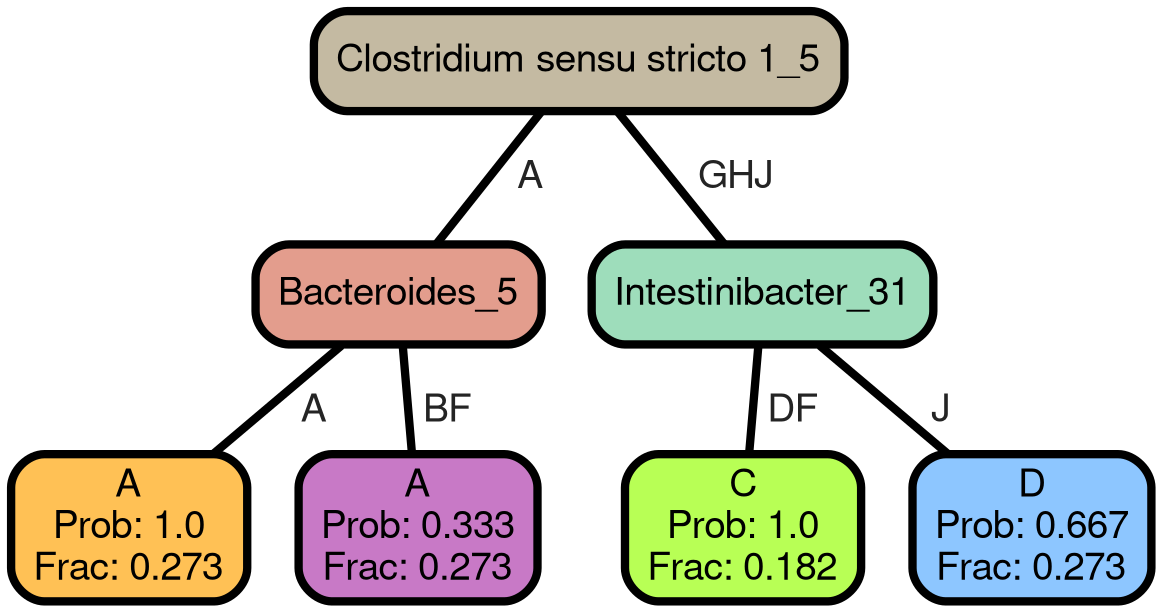 Clostridium sensu stricto 1_5
A
GHJ
Bacteroides_5
Intestinibacter_31
A
BF
DF
J
A
Prob: 1.0
Frac: 0.273
A
Prob: 0.333
Frac: 0.273
C
Prob: 1.0
Frac: 0.182
D
Prob: 0.667
Frac: 0.273